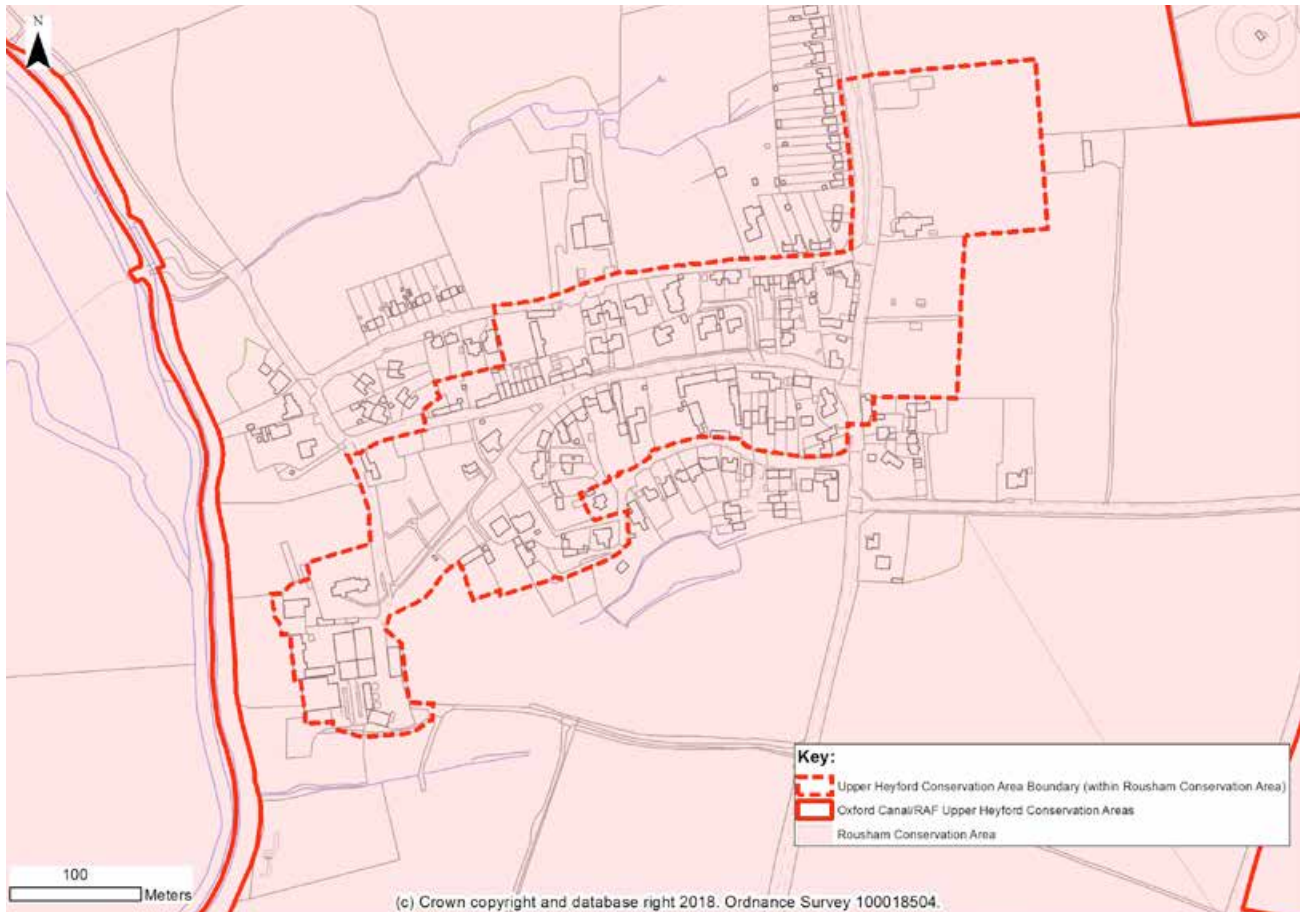 N
Key:
Upper Heyford Conservation Area Boundary (within Rousham Conservation Area)
Oxford Canal/RAF Upper Heyford Conservation Areas
Rousham Conservation Area
100
Meters
(c) Crown copyright and database right 2018. Ordnance Survey 100018504.